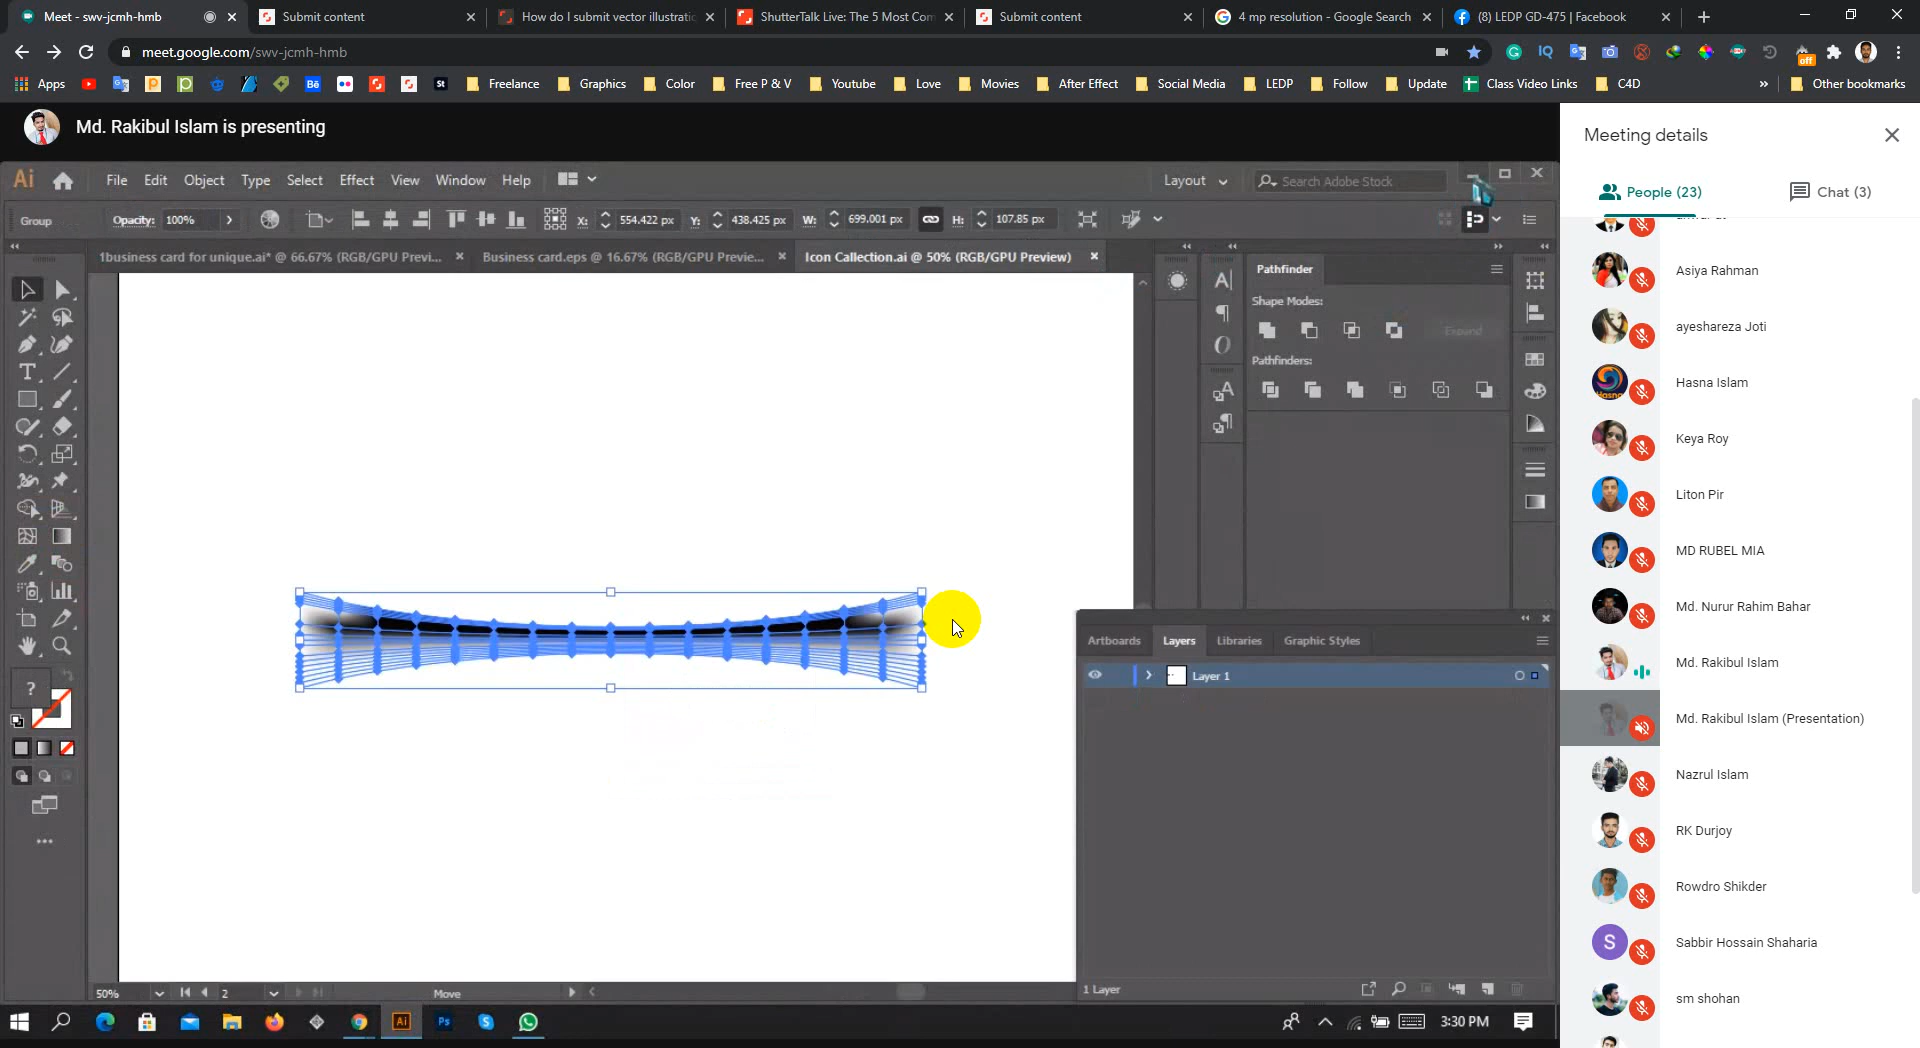 Meet - swv-jcmh-hmb
Submit content
How do I submit vector illustratic
ShutterTalk Live: The 5 Most Com
Submit content
4 mp resolution - Google Search
(8) LEDP GD-475 | Facebook
meet.google.com/swv-jcmh-hmb
off
Apps
Bē
St
Freelance
Graphics
Color
Free P & V
Youtube
Love
Movies
After Effect
Social Media
LEDP
Follow
Update
Class Video Links
C4D
»
Other bookmarks
Md. Rakibul Islam is presenting
Ai
File Edit Object Type Select Effect View Window Help
Layout
Search Adobe Stock
Group
Opacity: 100%
X: 554.422 px
Y: 438.425 px
W: 699.001 px
H: 107.85 px
1business card for unique.ai* @ 66.67% (RGB/GPU Previ...
Business card.eps @ 16.67% (RGB/GPU Previe...
Icon Callection.ai @ 50% (RGB/GPU Preview)
Pathfinder
Shape Modes:
Expand
Pathfinders:
Artboards
Layers
Libraries
Graphic Styles
Layer 1
1 Layer
50%
2
Move
Ai
Ps
3:30 PM
Meeting details
People (23)
Chat (3)
Asiya Rahman
ayeshareza Joti
Hasna Islam
Keya Roy
Liton Pir
MD RUBEL MIA
Md. Nurur Rahim Bahar
Md. Rakibul Islam
Md. Rakibul Islam (Presentation)
Nazrul Islam
RK Durjoy
Rowdro Shikder
S
Sabbir Hossain Shaharia
sm shohan